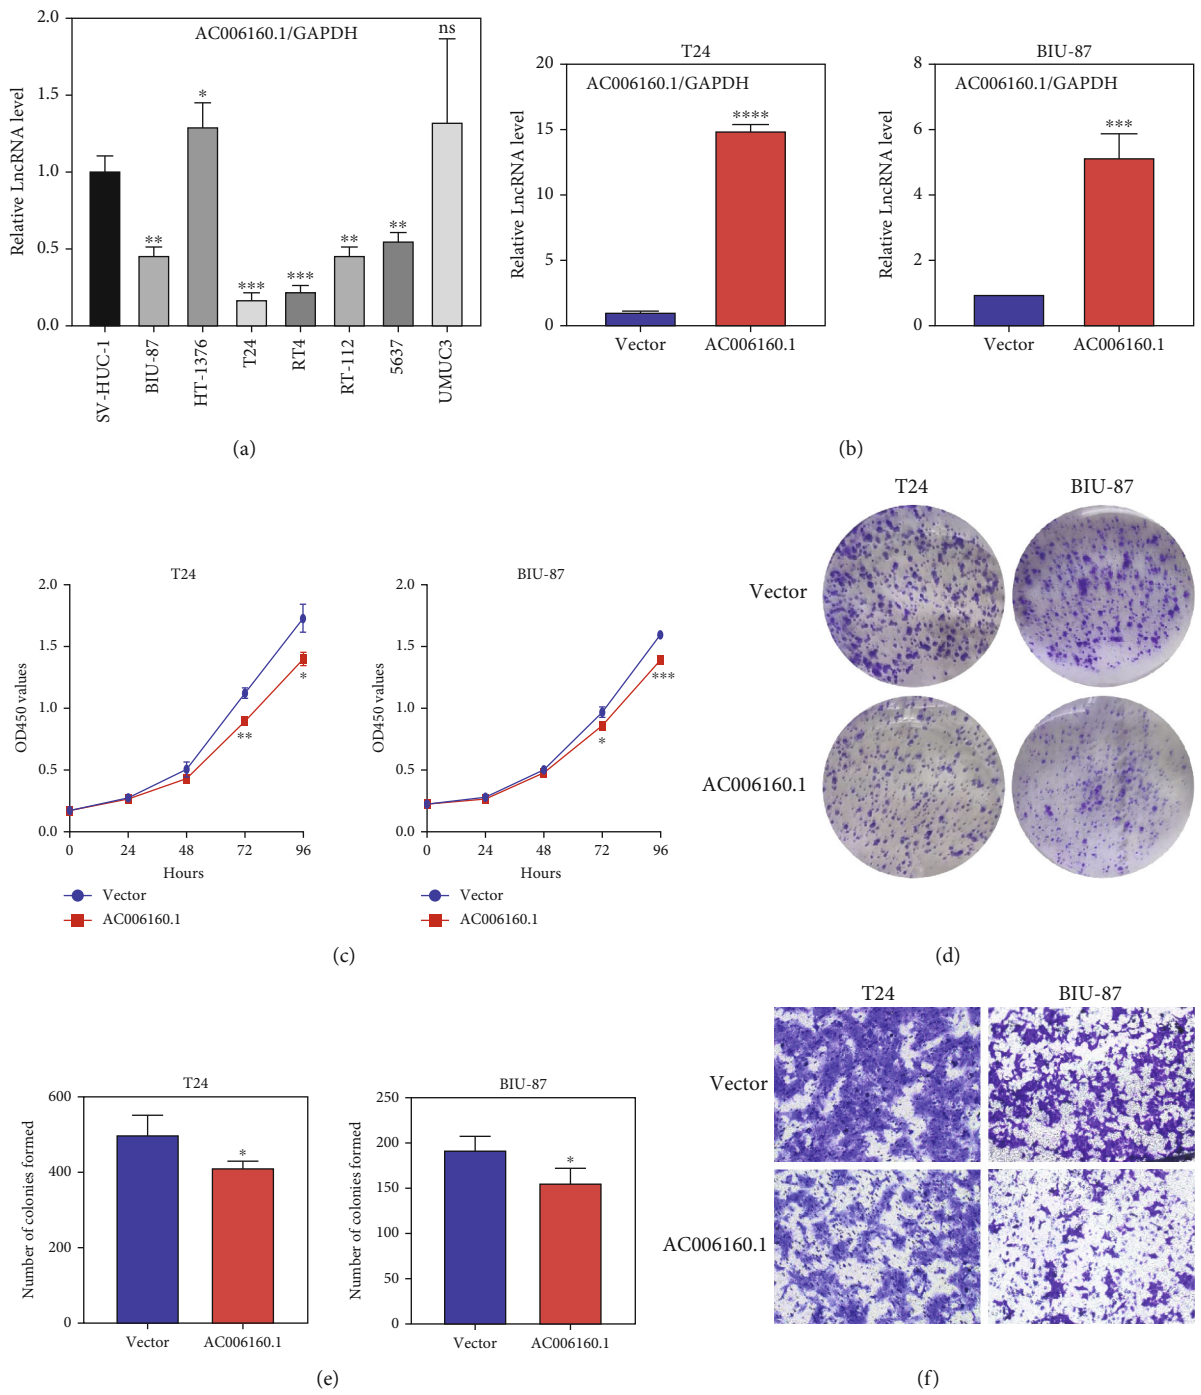 AC006160.1/GAPDH
Relative LncRNA level
2.0
1.5
1.0
0.5
0.0
**
*
***
***
**
**
ns
SV-HUC-1
BIU-87
HT-1376
T24
RT4
RT-112
5637
UMUC3
(a)
T24
AC006160.1/GAPDH
Relative LncRNA level
20
15
10
5
0
****
Vector
AC006160.1
BIU-87
AC006160.1/GAPDH
Relative LncRNA level
8
6
4
2
0
***
Vector
AC006160.1
(b)
T24
OD450 values
2.0
1.5
1.0
0.5
0.0
**
*
0 24 48 72 96
Hours
Vector
AC006160.1
BIU-87
OD450 values
2.0
1.5
1.0
0.5
0.0
*
***
0 24 48 72 96
Hours
Vector
AC006160.1
(c)
T24 BIU-87
Vector
AC006160.1
(d)
T24
Number of colonies formed
600
400
200
0
*
Vector
AC006160.1
BIU-87
Number of colonies formed
250
200
150
100
50
0
*
Vector
AC006160.1
(e)
T24 BIU-87
Vector
AC006160.1
(f)